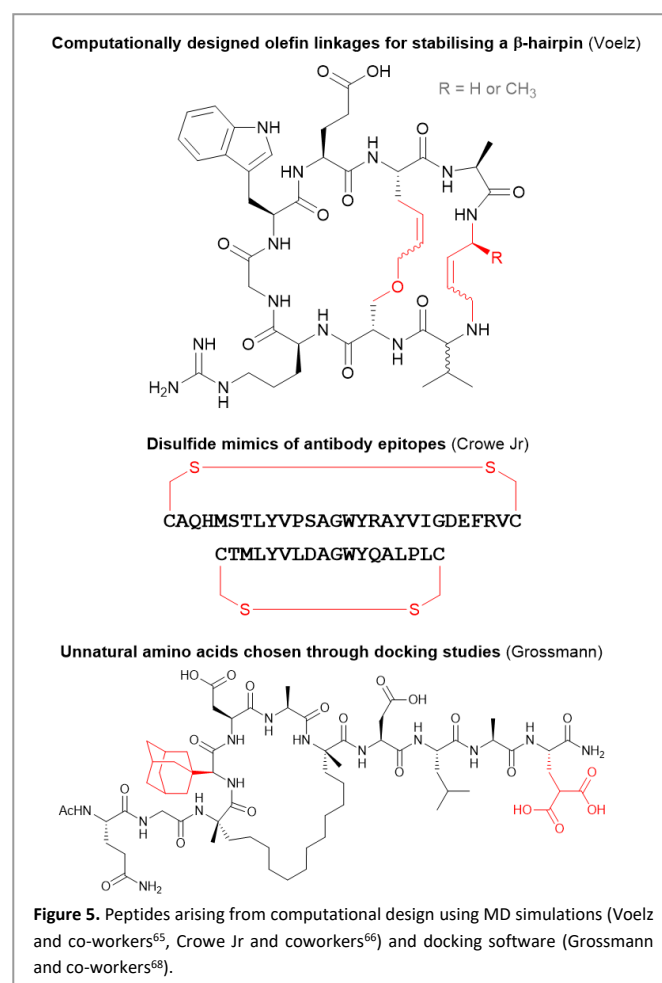 Computationally designed olefin linkages for stabilising a β-hairpin (Voelz)
R = H or CH₃
O
OH
NH
O
H
N
O
HN
O
N
H
O
NH
R
O
NH
O
NH
O
H
N
O
N
H
O
NH
NH
H₂N
N
H
O
Disulfide mimics of antibody epitopes (Crowe Jr)
S
S
CAQHMSTLYVPSAGWYRAYVIGDEFRVC
CTMLYVLDAGWYQALPLC
S
S
Unnatural amino acids chosen through docking studies (Grossmann)
HO
O
O
OH
O
N
H
O
HN
O
NH
O
H
N
O
N
H
O
H
N
O
N
H
O
NH₂
O
OH
O
HO
AcHN
O
N
H
O
H
N
O
NH
O
NH₂
Figure 5. Peptides arising from computational design using MD simulations (Voelz
and co-workers⁶⁵, Crowe Jr and coworkers⁶⁶) and docking software (Grossmann
and co-workers⁶⁸).